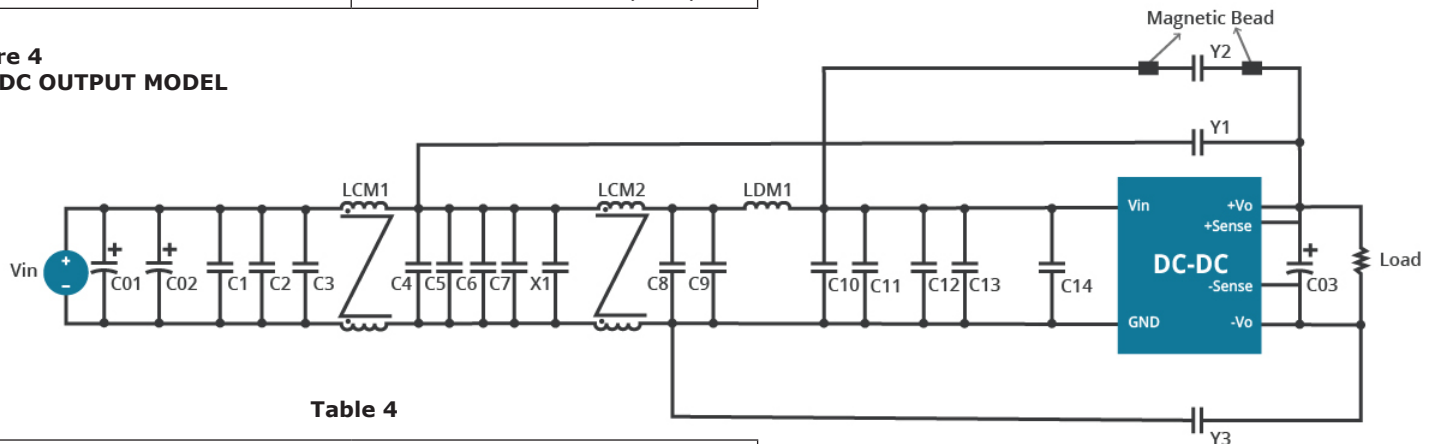 Magnetic Bead
re 4
DC OUTPUT MODEL
Y2
Y1
LCM1
LCM2
LDM1
Vin
+
-
+
C01
+
C02
C1
C2
C3
C4
C5
C6
C7
X1
C8
C9
C10
C11
C12
C13
C14
Vin
GND
DC-DC
+Vo
+Sense
-Sense
-Vo
+
C03
Load
Y3
Table 4